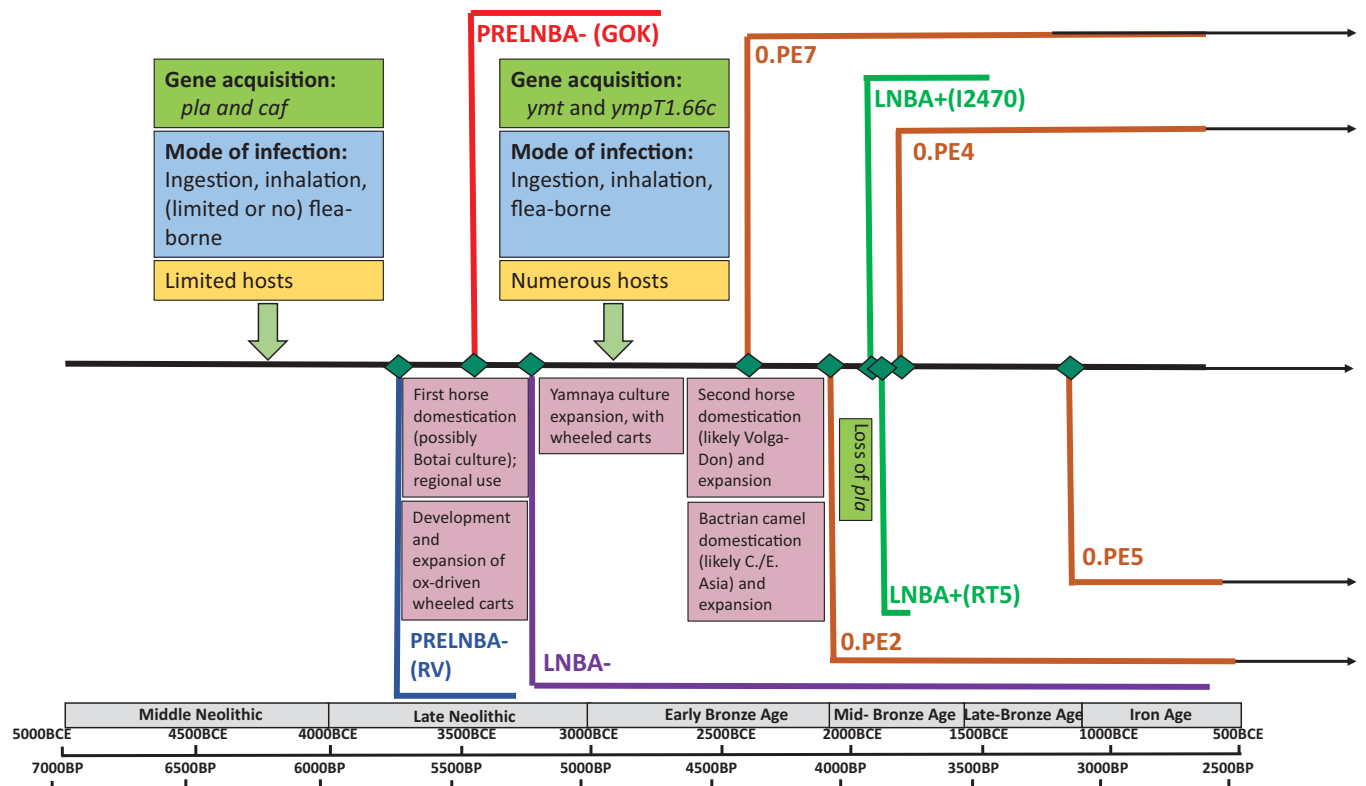 PRELNBA- (GOK)
0.PE7
Gene acquisition:
pla and caf
Mode of infection:
Ingestion, inhalation,
(limited or no) flea-
borne
Limited hosts
Gene acquisition:
ymt and ympT1.66c
Mode of infection:
Ingestion, inhalation,
flea-borne
Numerous hosts
LNBA+(I2470)
0.PE4
First horse
domestication
(possibly
Botai culture);
regional use
Development
and
expansion of
ox-driven
wheeled carts
Yamnaya culture
expansion, with
wheeled carts
Second horse
domestication
(likely Volga-
Don) and
expansion
Bactrian camel
domestication
(likely C./E.
Asia) and
expansion
Loss of pla
0.PE5
LNBA+(RT5)
PRELNBA-
(RV)
LNBA-
0.PE2
Middle Neolithic
Late Neolithic
Early Bronze Age
Mid- Bronze Age
Late-Bronze Age
Iron Age
5000BCE
4500BCE
4000BCE
3500BCE
3000BCE
2500BCE
2000BCE
1500BCE
1000BCE
500BCE
7000BP
6500BP
6000BP
5500BP
5000BP
4500BP
4000BP
3500BP
3000BP
2500BP